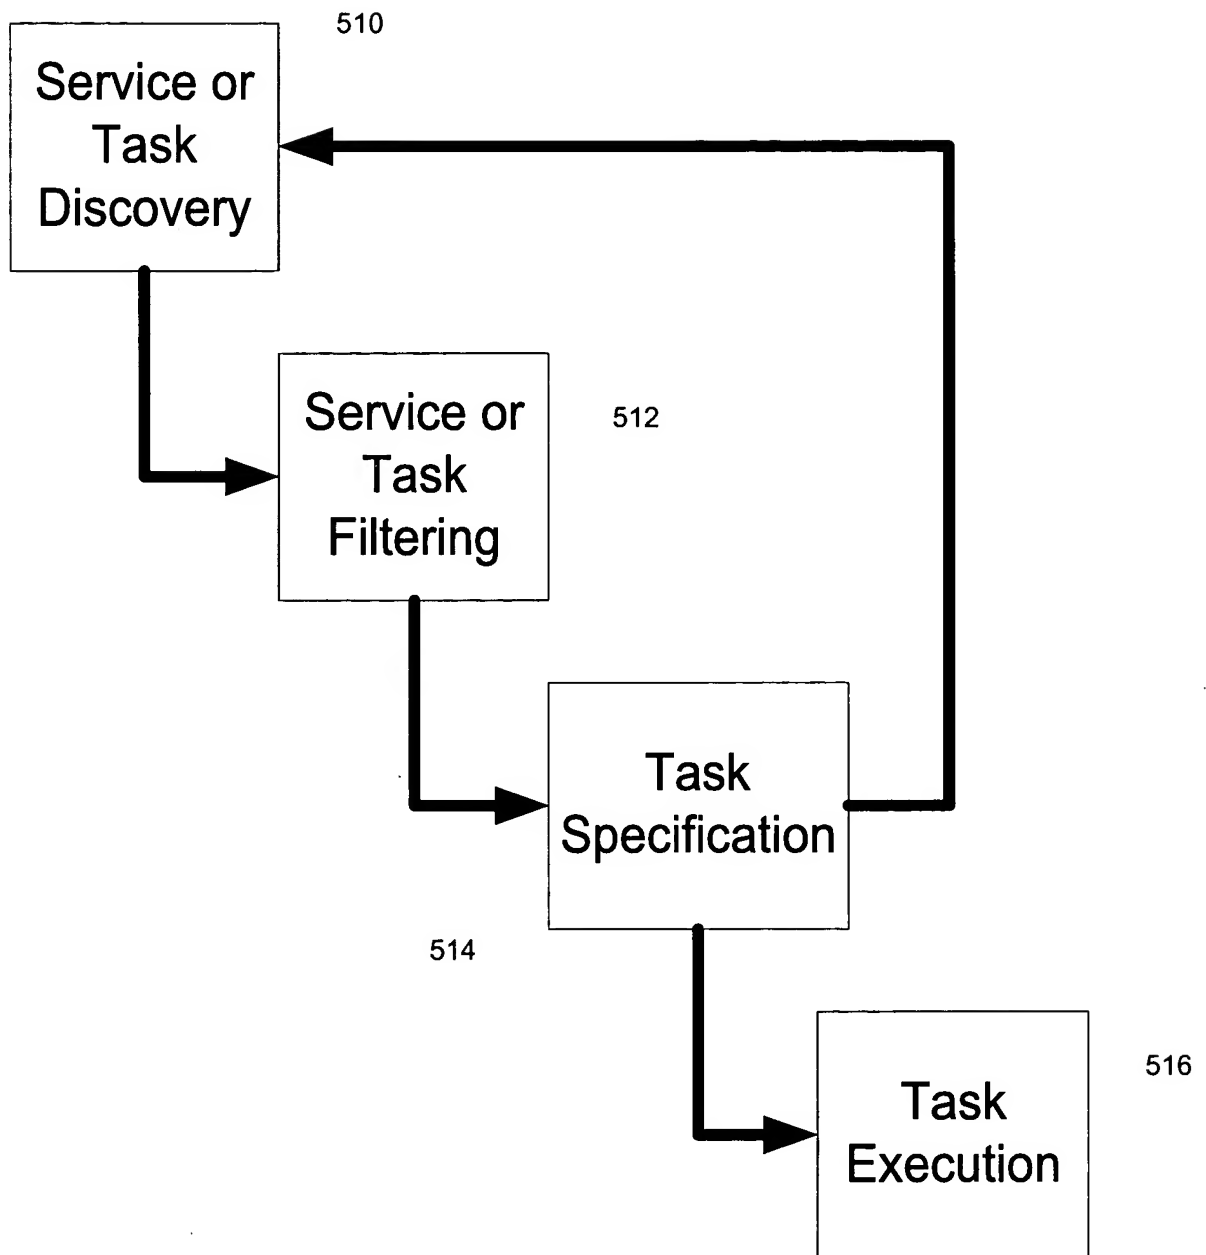 510
Service or
Task
Discovery
Service or
Task
Filtering
512
Task
Specification
514
516
Task
Execution